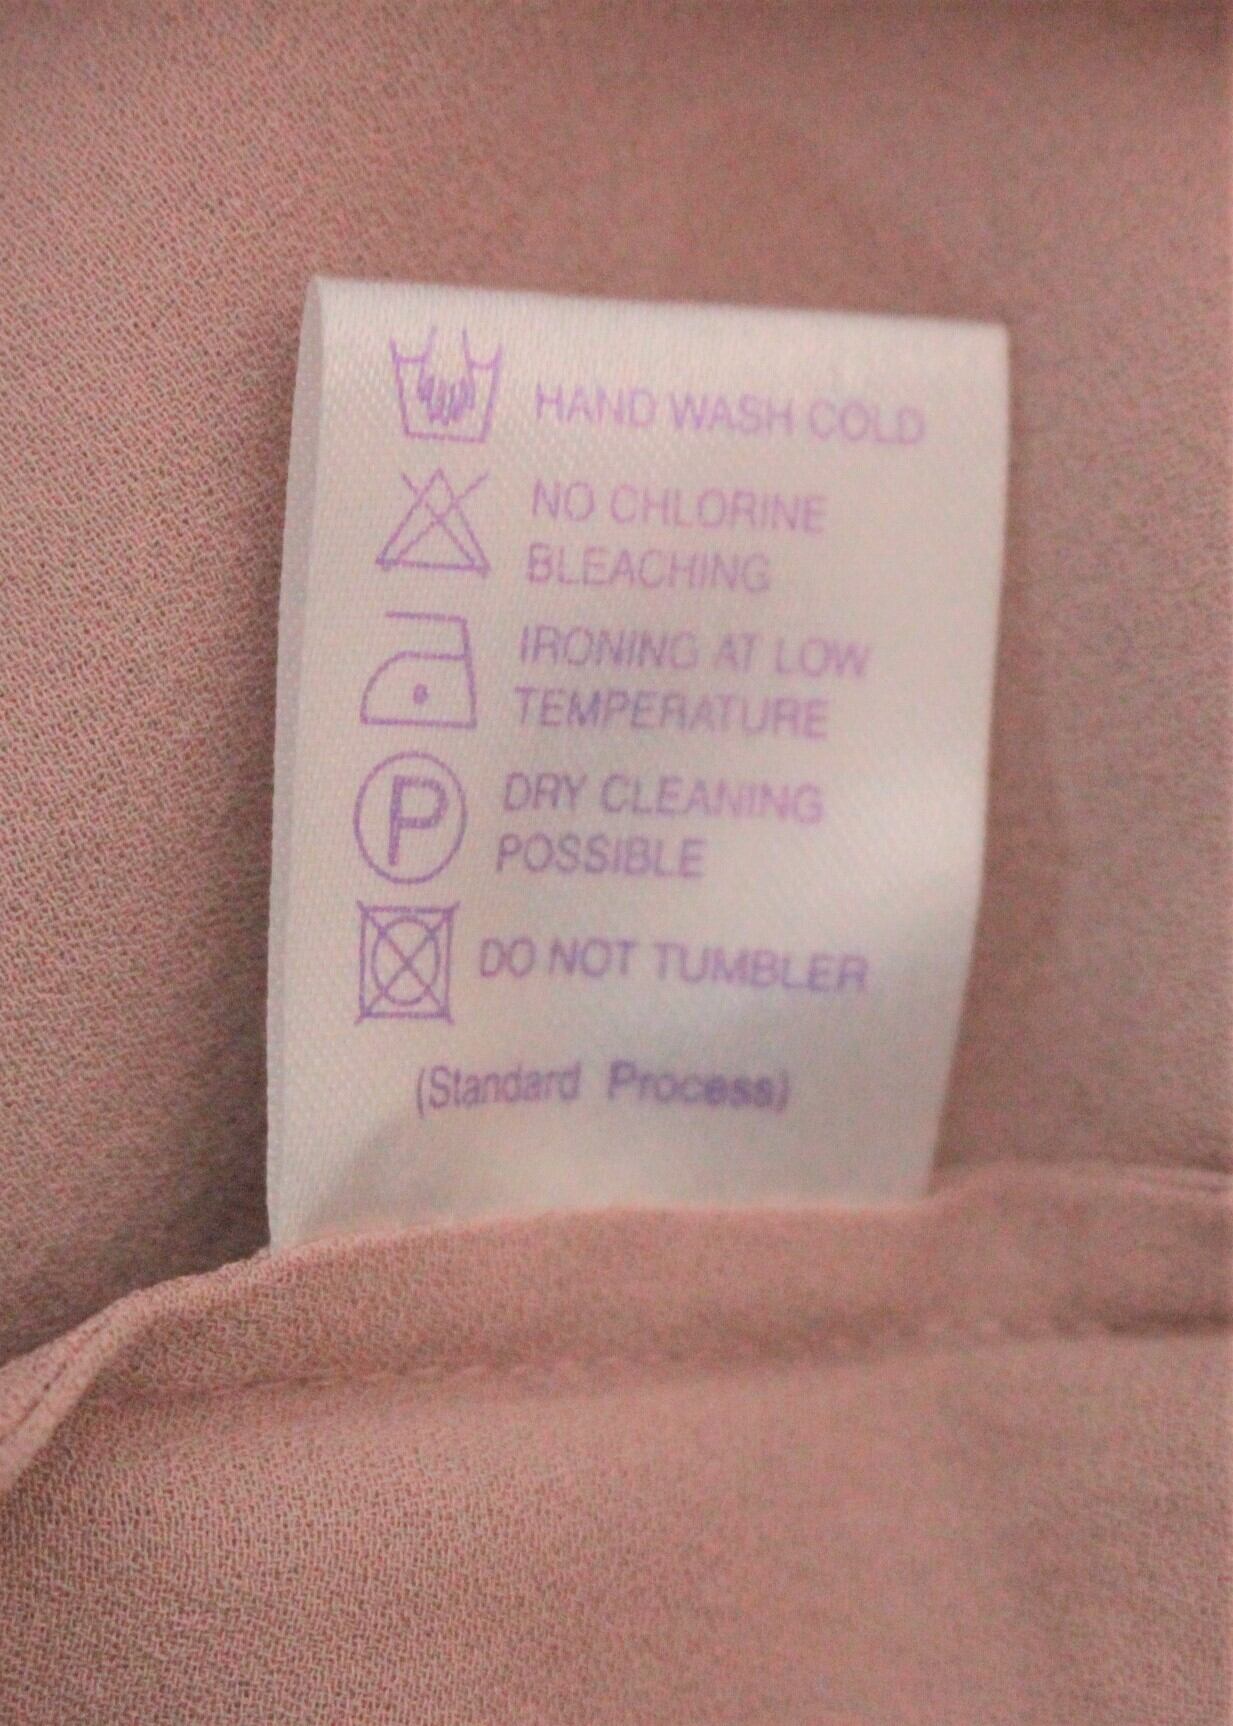 HAND WASH COLD
NO CHLORINE
BLEACHING
IRONING AT LOW
TEMPERATURE
P
DRY CLEANING
POSSIBLE
DO NOT TUMBLER
(Standard Process)